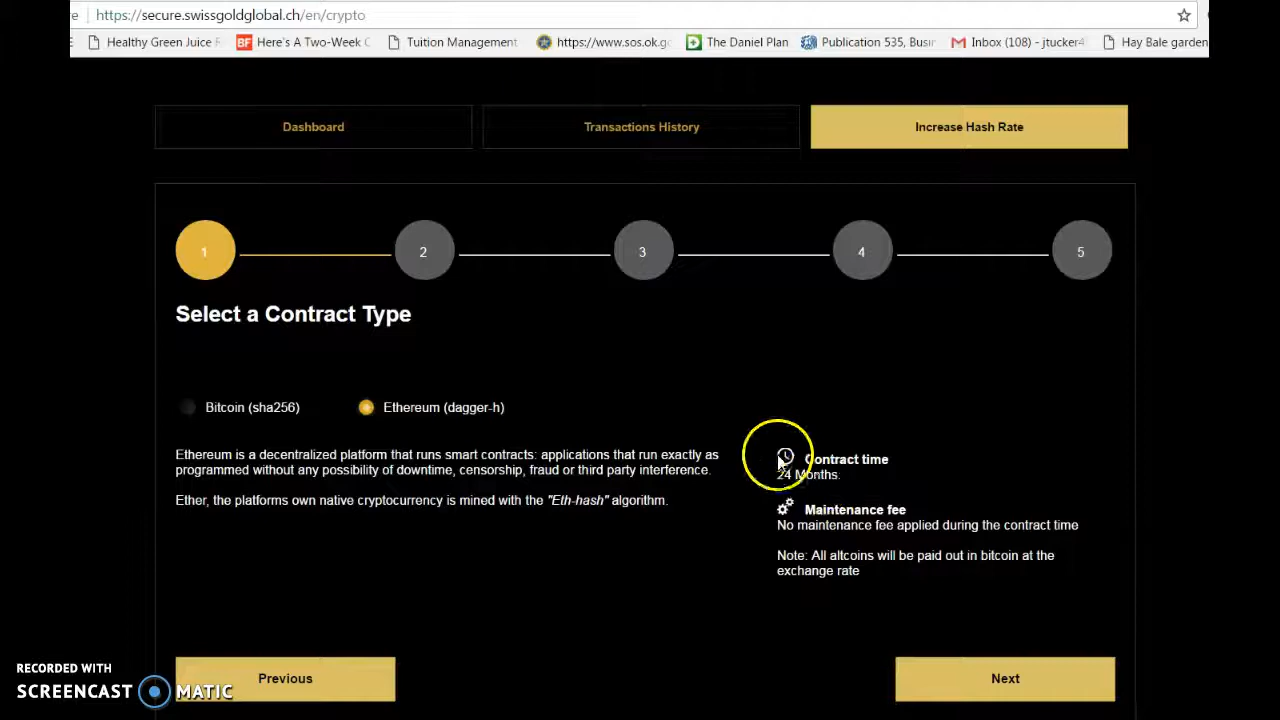 re https://secure.swissgoldglobal.ch/en/crypto
Healthy Green Juice Here's A Two-Week Tuition Management https://www.sos.ok.gc The Daniel Plan Publication 535, Busin Inbox (108) - jtucker4 Hay Bale garden
Dashboard Transactions History Increase Hash Rate
1 2 3 4 5
Select a Contract Type
Bitcoin (sha256) Ethereum (dagger-h)
Ethereum is a decentralized platform that runs smart contracts: applications that run exactly as
programmed without any possibility of downtime, censorship, fraud or third party interference.
Ether, the platforms own native cryptocurrency is mined with the "Eth-hash" algorithm.
Contract time
24 Months.
Maintenance fee
No maintenance fee applied during the contract time
Note: All altcoins will be paid out in bitcoin at the
exchange rate
Previous Next
RECORDED WITH
SCREENCAST MATIC